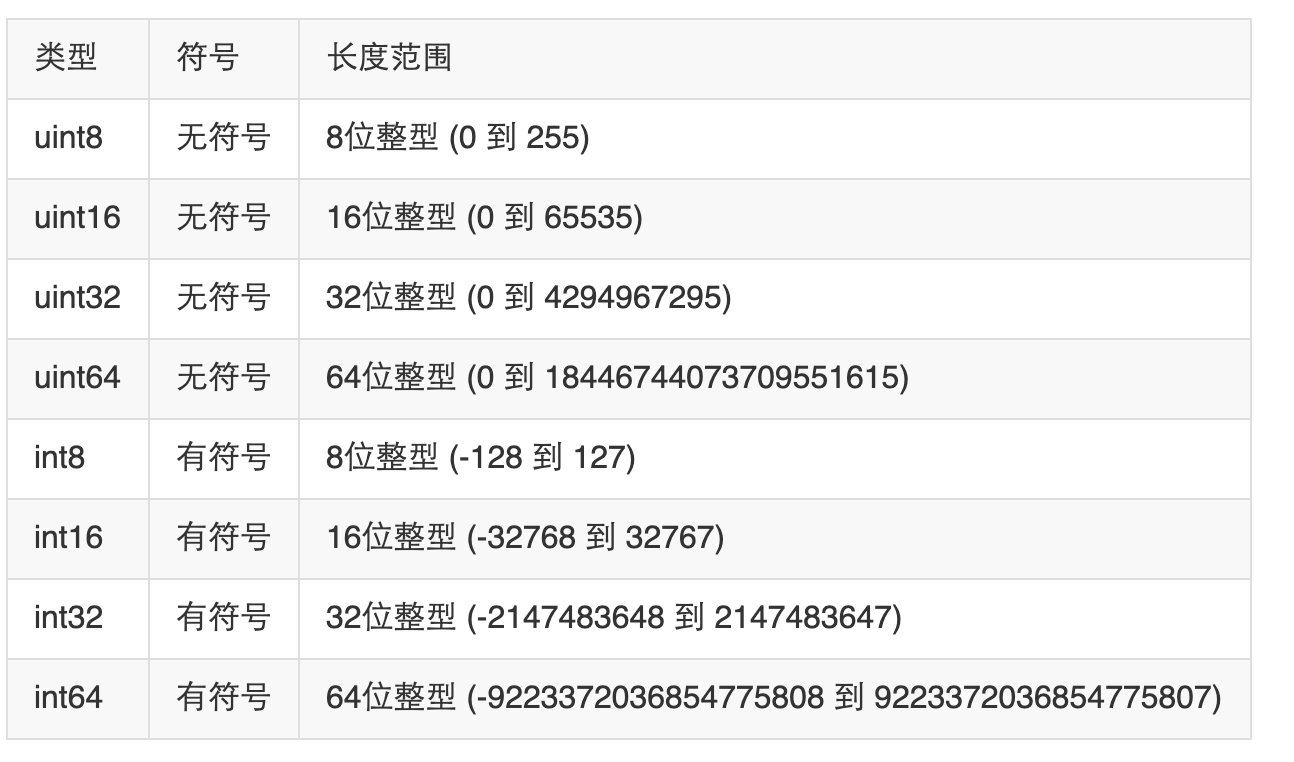 类型 符号 长度范围
uint8 无符号 8位整型 (0 到 255)
uint16 无符号 16位整型 (0 到 65535)
uint32 无符号 32位整型 (0 到 4294967295)
uint64 无符号 64位整型 (0 到 18446744073709551615)
int8 有符号 8位整型 (-128 到 127)
int16 有符号 16位整型 (-32768 到 32767)
int32 有符号 32位整型 (-2147483648 到 2147483647)
int64 有符号 64位整型 (-9223372036854775808 到 9223372036854775807)